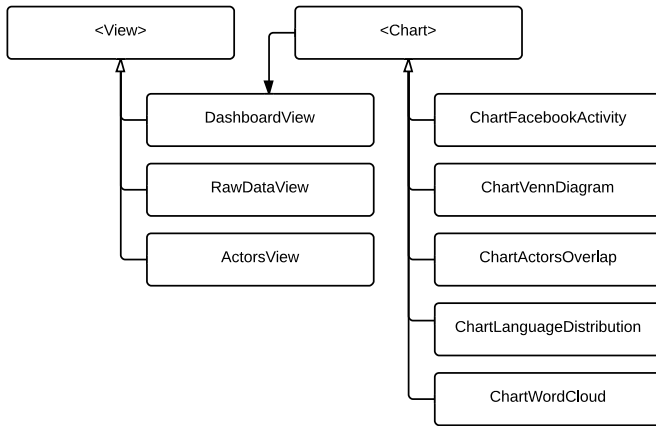 <View>
<Chart>
DashboardView
ChartFacebookActivity
RawDataView
ChartVennDiagram
ActorsView
ChartActorsOverlap
ChartLanguageDistribution
ChartWordCloud